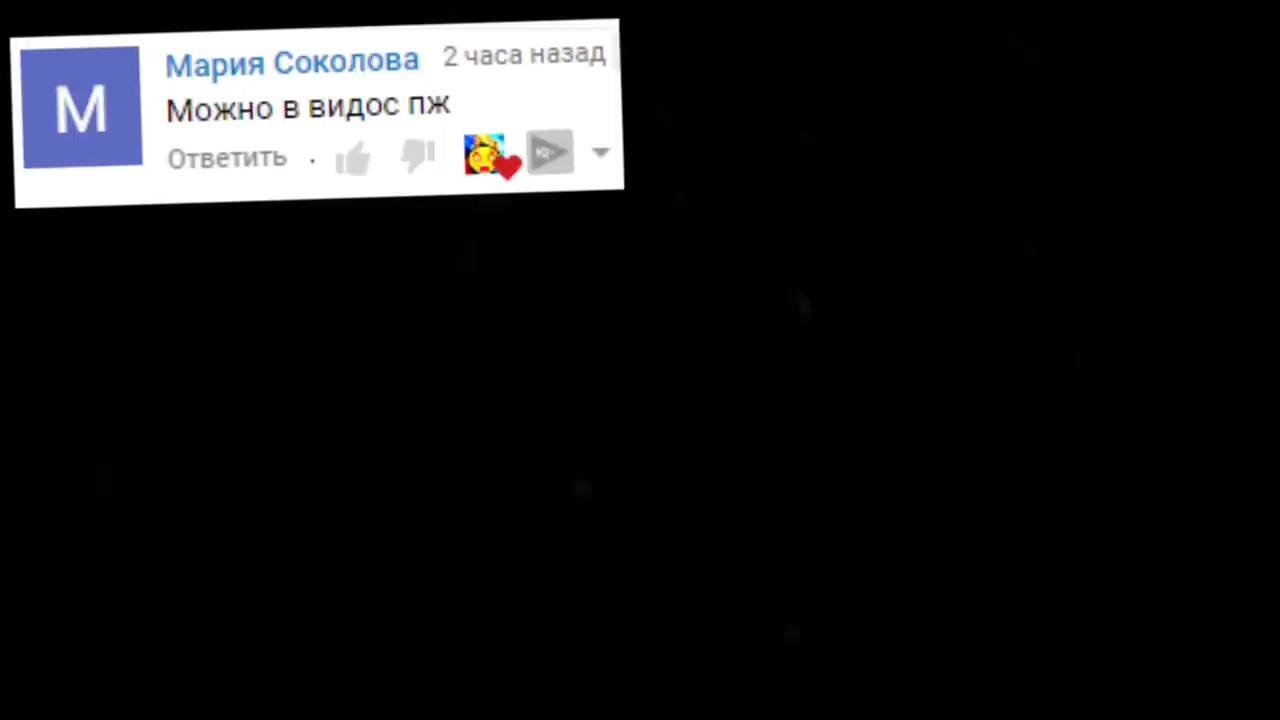 М
Мария Соколова 2 часа назад
Можно в видос пж
Ответить ·